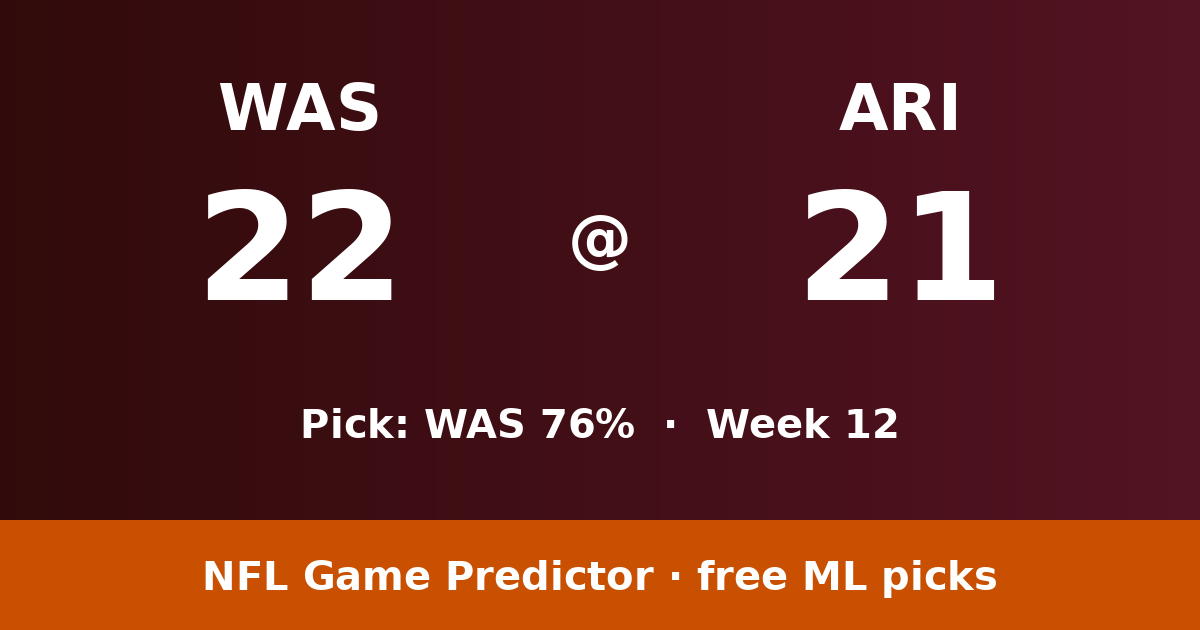 WAS
ARI
22
@
21
Pick: WAS 76% · Week 12
NFL Game Predictor · free ML picks